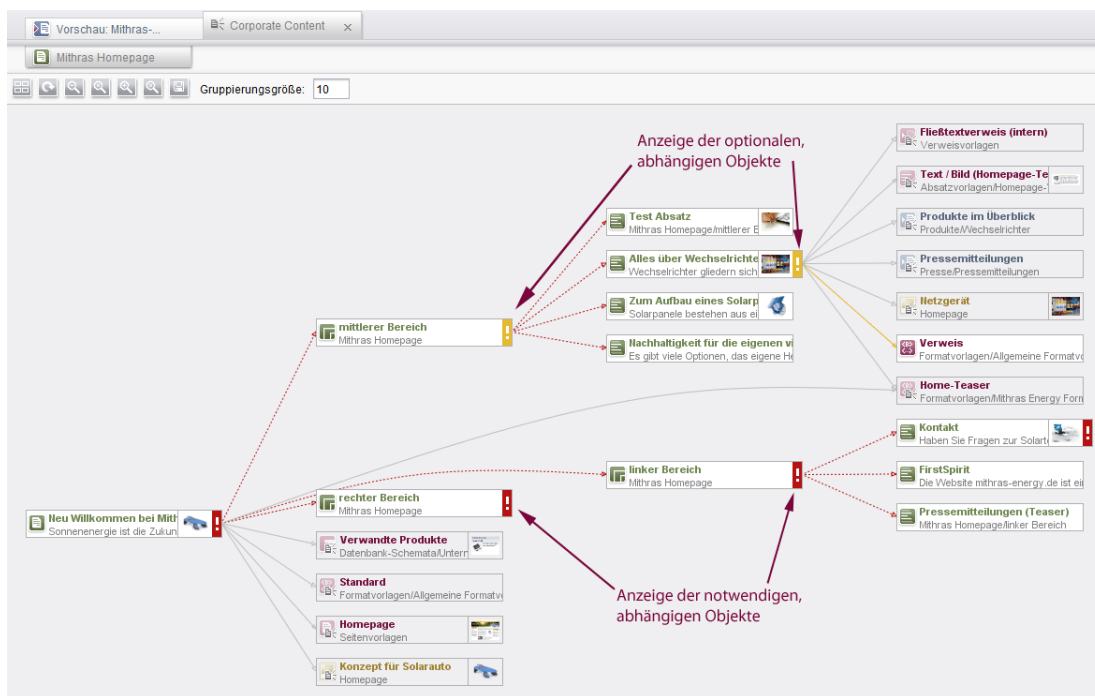 Vorschau: Mithras-...
Corporate Content
Mithras Homepage
Gruppierungsgröße: 10
Anzeige der optionalen,
abhängigen Objekte
Fließtextverweis (intern)
Verweisvorlagen
Text / Bild (Homepage-Te
Absatzvorlagen/Homepage-
Test Absatz
Mithras Homepage/mittlerer B
Produkte im Überblick
Produkte/Wechselrichter
Alles über Wechselrichte
Wechselrichter gliedern sich
Pressemitteilungen
Presse/Pressemitteilungen
Zum Aufbau eines Solarp
Solarpanele bestehen aus ei
Netzgerät
Homepage
mittlerer Bereich
Mithras Homepage
Nachhaltigkeit für die eigenen vi
Es gibt viele Optionen, das eigene He
Verweis
Formatvorlagen/Allgemeine Formatvo
Home-Teaser
Formatvorlagen/Mithras Energy Form
Kontakt
Haben Sie Fragen zur Solart
linker Bereich
Mithras Homepage
FirstSpirit
Die Website mithras-energy.de ist ei
rechter Bereich
Mithras Homepage
Pressemitteilungen (Teaser)
Mithras Homepage/linker Bereich
Neu Willkommen bei Mith
Sonnenenergie ist die Zukun
Verwandte Produkte
Datenbank-Schemata/Untern
Standard
Formatvorlagen/Allgemeine Formatvo
Anzeige der notwendigen,
abhängigen Objekte
Homepage
Seitenvorlagen
Konzept für Solarauto
Homepage